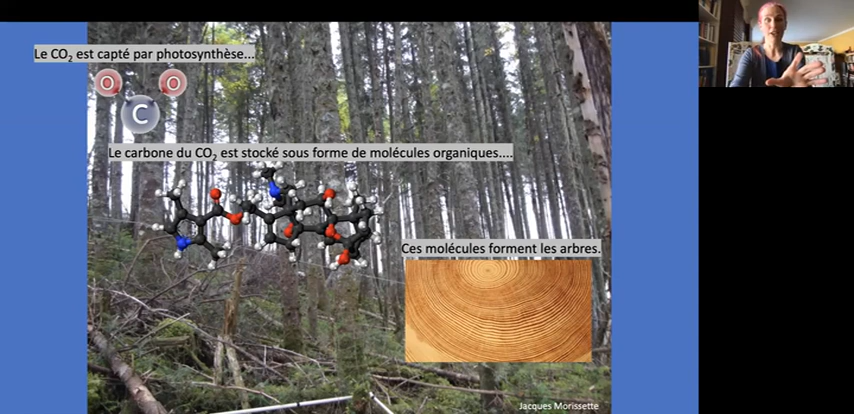 Le CO₂ est capté par photosynthèse...
O O
C
Le carbone du CO₂ est stocké sous forme de molécules organiques....
Ces molécules forment les arbres.
Jacques Morissette